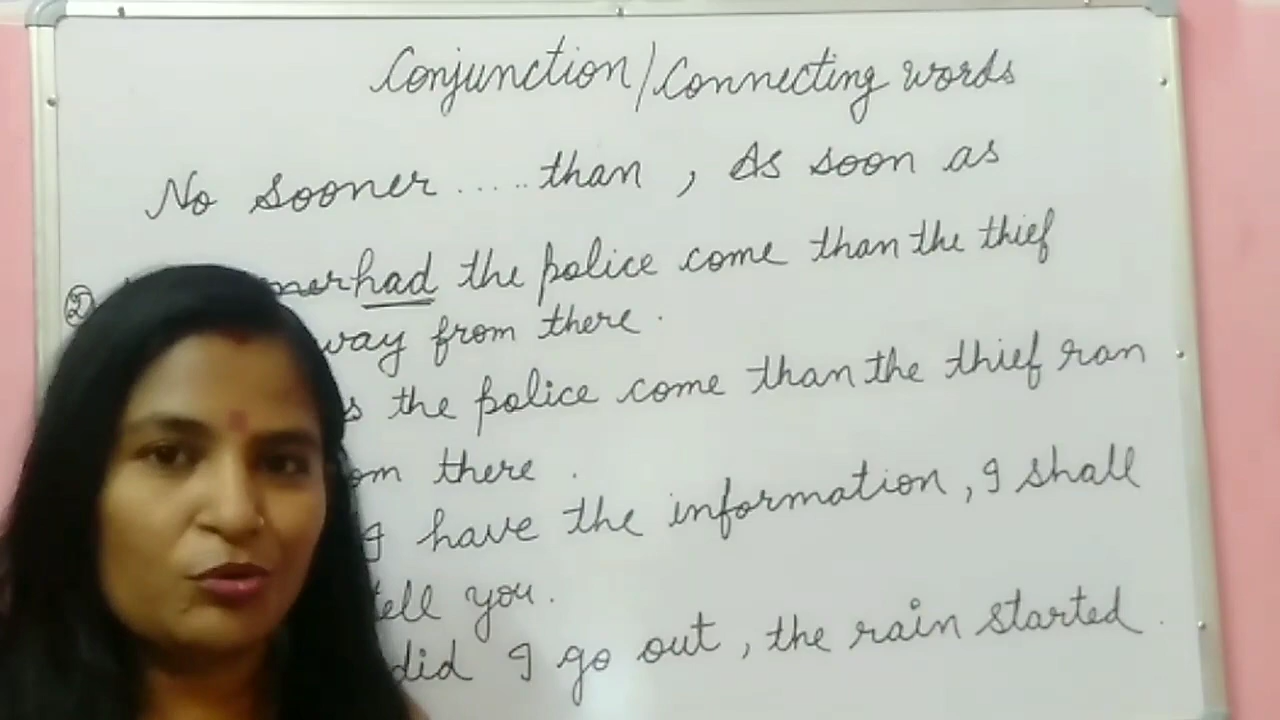 Conjunction/Connecting words
No sooner.....than, As soon as
② had the police come than the thief
way from there.
the police come than the thief ran
om there.
I have the information, I shall
tell you.
did I go out, the rain started.